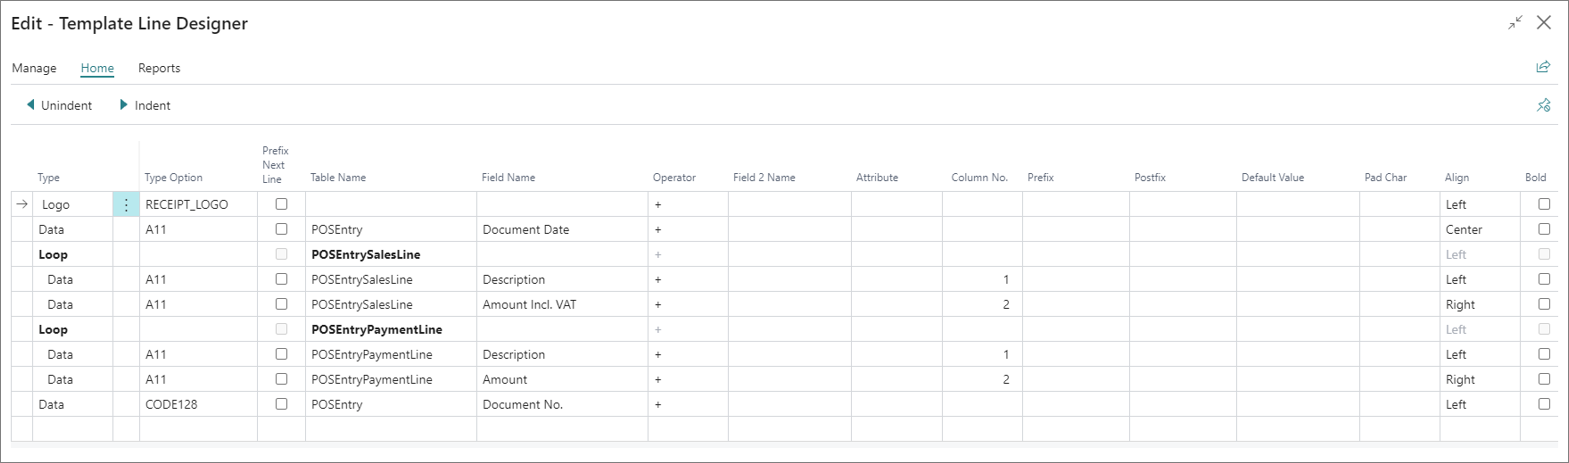 Edit - Template Line Designer
Manage Home Reports
Unindent Indent
Type Type Option Prefix Next Line Table Name Field Name Operator Field 2 Name Attribute Column No. Prefix Postfix Default Value Pad Char Align Bold
Logo RECEIPT_LOGO + Left
Data A11 POSEntry Document Date + Center
Loop POSEntrySalesLine + Left
Data A11 POSEntrySalesLine Description + 1 Left
Data A11 POSEntrySalesLine Amount Incl. VAT + 2 Right
Loop POSEntryPaymentLine + Left
Data A11 POSEntryPaymentLine Description + 1 Left
Data A11 POSEntryPaymentLine Amount + 2 Right
Data CODE128 POSEntry Document No. + Left